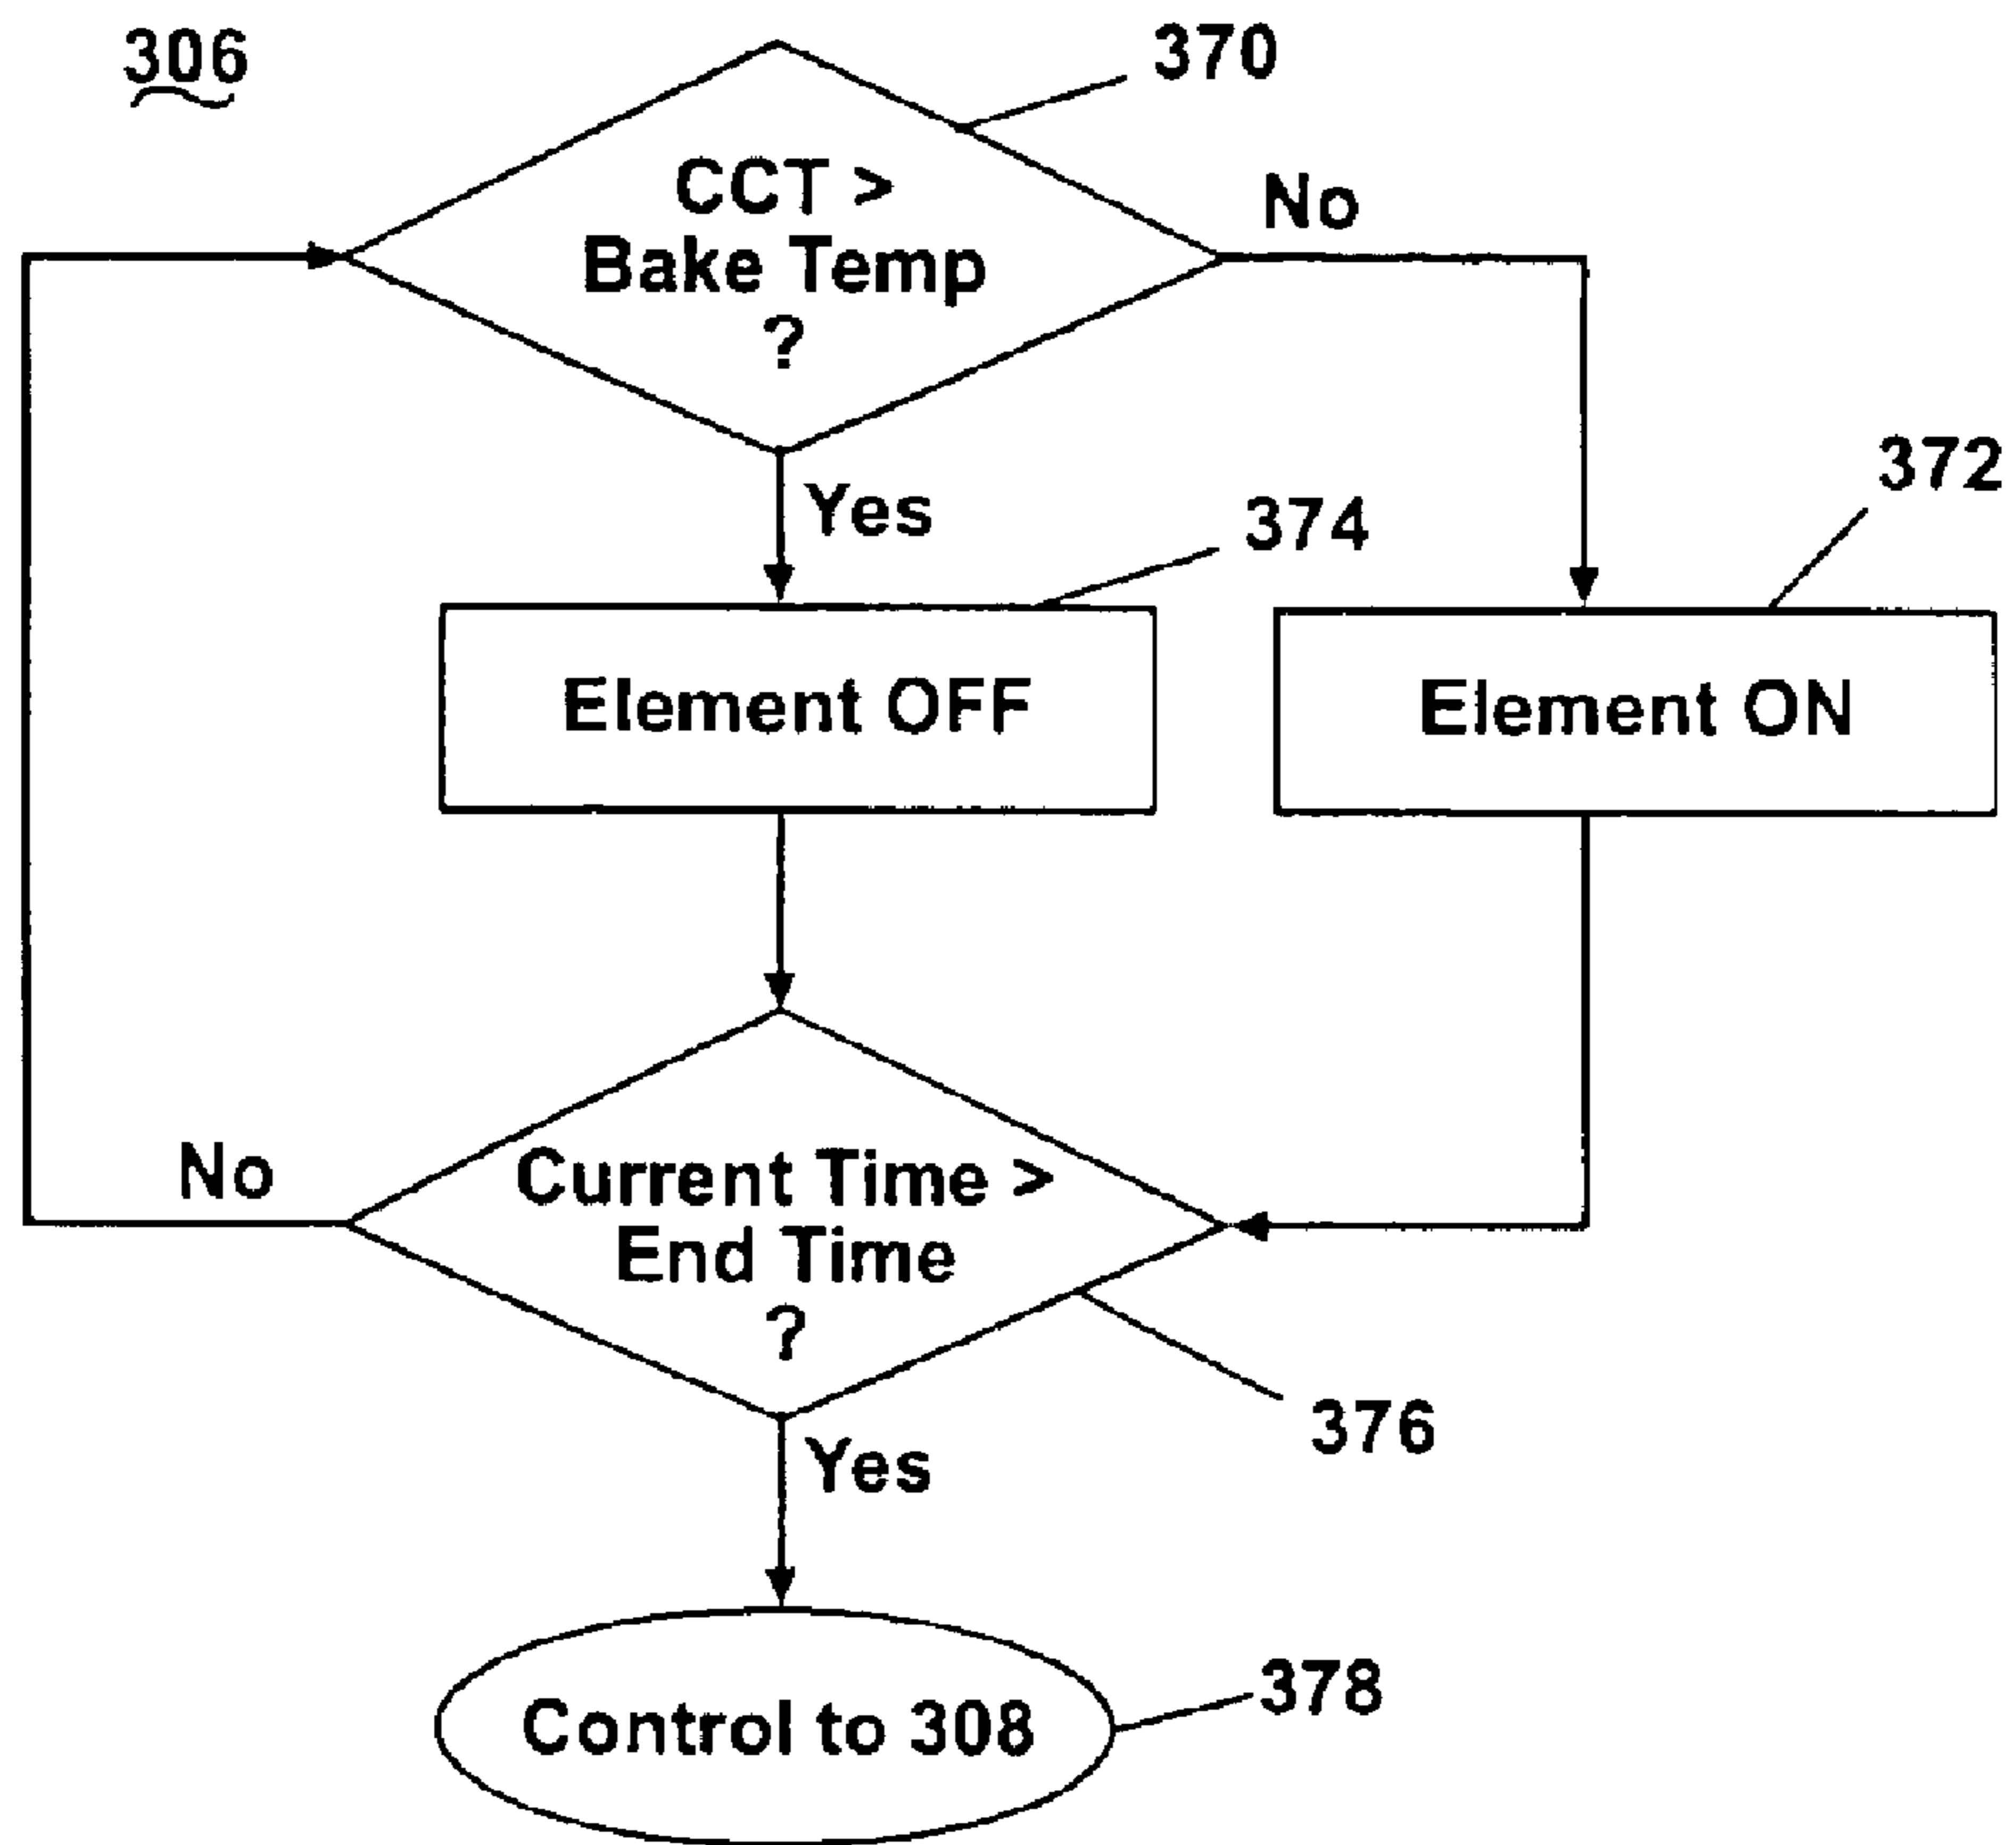 306
370
CCT >
Bake Temp
?
No
Yes
374
372
Element OFF
Element ON
No
Current Time >
End Time
?
376
Yes
Control to 308
378